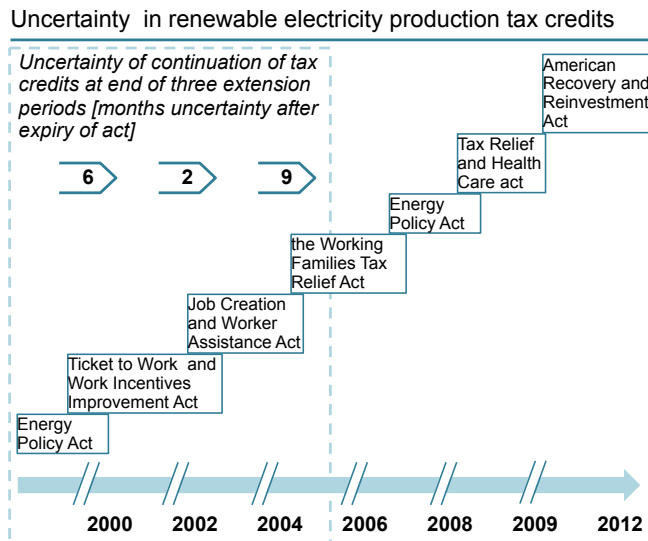 Uncertainty in renewable electricity production tax credits
Uncertainty of continuation of tax
credits at end of three extension
periods [months uncertainty after
expiry of act]
6 2 9
American
Recovery and
Reinvestment
Act
Tax Relief
and Health
Care act
Energy
Policy Act
the Working
Families Tax
Relief Act
Job Creation
and Worker
Assistance Act
Ticket to Work and
Work Incentives
Improvement Act
Energy
Policy Act
2000 2002 2004 2006 2008 2009 2012